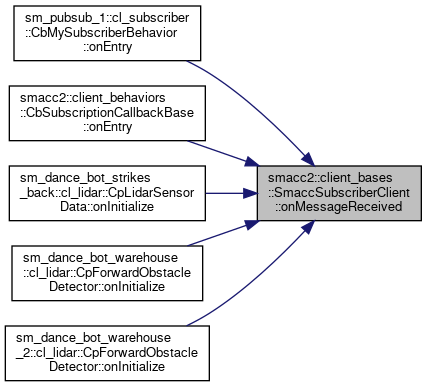 sm_pubsub_1::cl_subscriber
::CbMySubscriberBehavior
::onEntry
smacc2::client_behaviors
::CbSubscriptionCallbackBase
::onEntry
sm_dance_bot_strikes
_back::cl_lidar::CpLidarSensor
Data::onInitialize
smacc2::client_bases
::SmaccSubscriberClient
::onMessageReceived
sm_dance_bot_warehouse
::cl_lidar::CpForwardObstacle
Detector::onInitialize
sm_dance_bot_warehouse
_2::cl_lidar::CpForwardObstacle
Detector::onInitialize